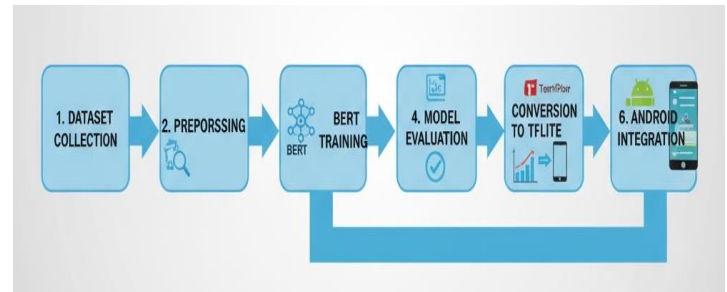 1. DATASET
COLLECTION
2. PREPORSSING
BERT
BERT
TRAINING
4. MODEL
EVALUATION
CONVERSION
TO TFLITE
6. ANDROID
INTEGRATION